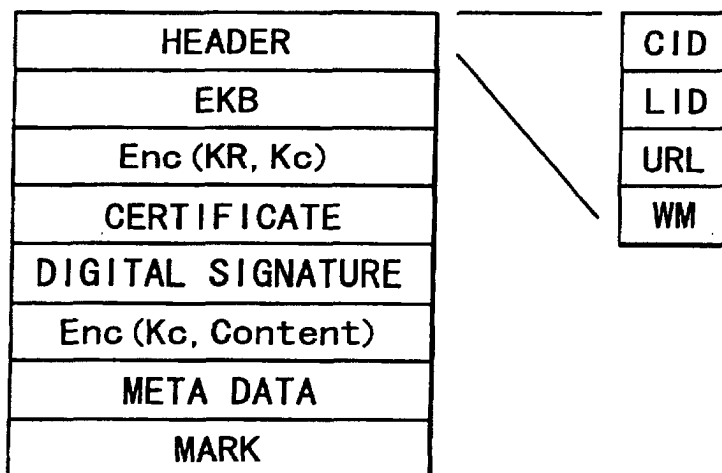 HEADER
EKB
Enc(KR, Kc)
CERTIFICATE
DIGITAL SIGNATURE
Enc(Kc, Content)
META DATA
MARK
CID
LID
URL
WM